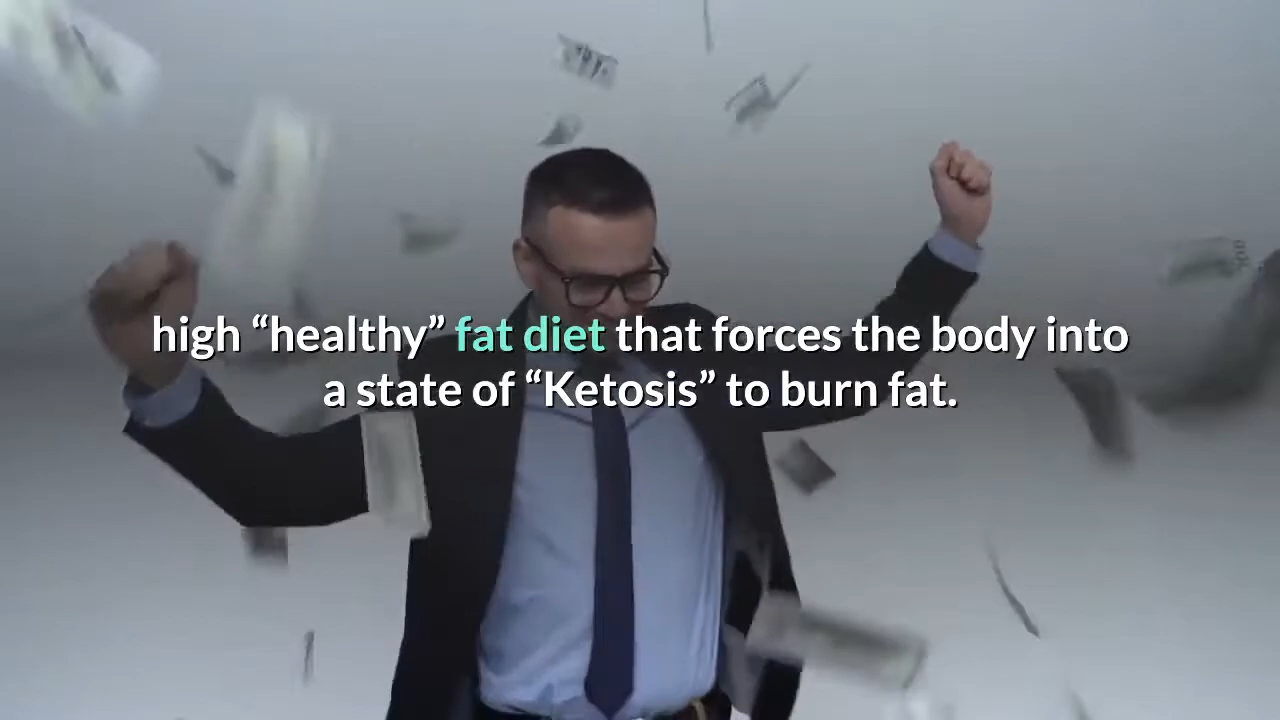 high “healthy” fat diet that forces the body into
a state of “Ketosis” to burn fat.